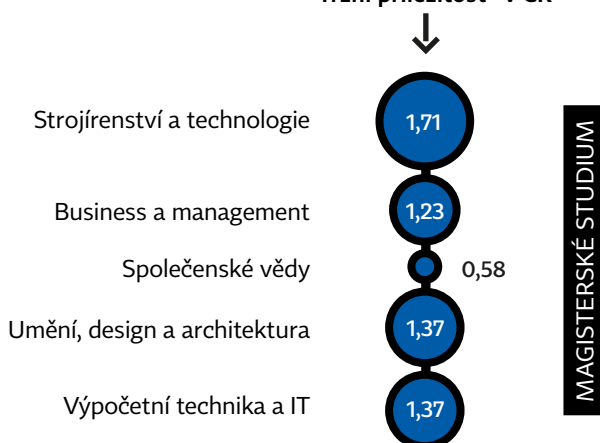 Strojírenství a technologie
1,71
Business a management
1,23
Společenské vědy
0,58
Umění, design a architektura
1,37
Výpočetní technika a IT
1,37
MAGISTERSKÉ STUDIUM